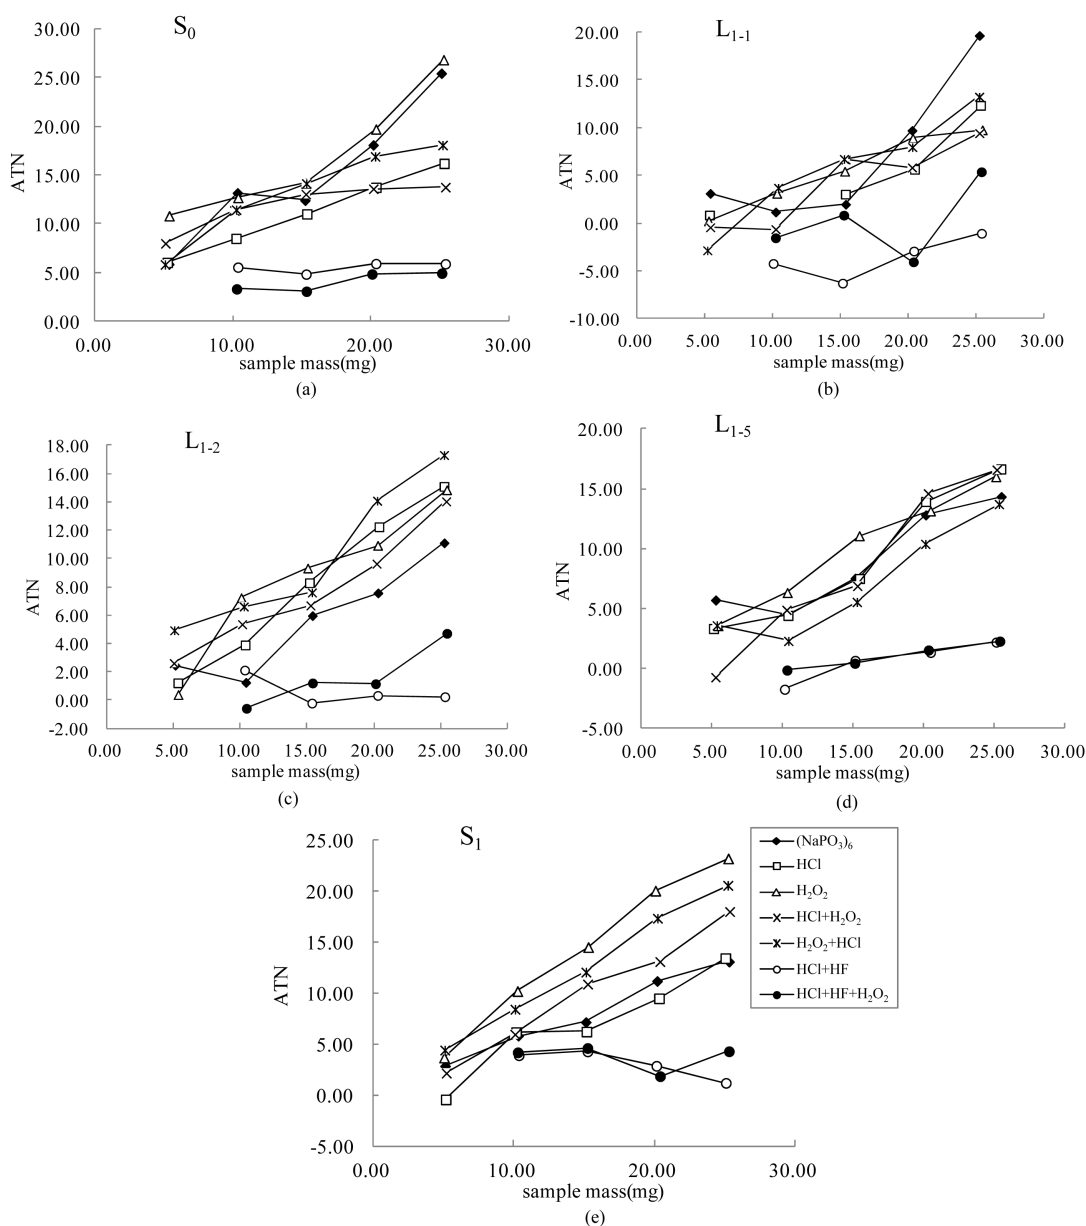 S0
30.00
25.00
20.00
15.00
10.00
5.00
0.00
ATN
0.00 10.00 20.00 30.00
sample mass(mg)
(a)
L1-1
20.00
15.00
10.00
5.00
0.00
-5.00
-10.00
ATN
0.00 5.00 10.00 15.00 20.00 25.00 30.00
sample mass(mg)
(b)
L1-2
18.00
16.00
14.00
12.00
10.00
8.00
6.00
4.00
2.00
0.00
-2.00
ATN
0.00 5.00 10.00 15.00 20.00 25.00 30.00
sample mass(mg)
(c)
L1-5
20.00
15.00
10.00
5.00
0.00
-5.00
ATN
0.00 5.00 10.00 15.00 20.00 25.00 30.00
sample mass(mg)
(d)
S1
25.00
20.00
15.00
10.00
5.00
0.00
-5.00
ATN
0.00 10.00 20.00 30.00
sample mass(mg)
(e)
(NaPO3)6
HCl
H2O2
HCl+H2O2
H2O2+HCl
HCl+HF
HCl+HF+H2O2